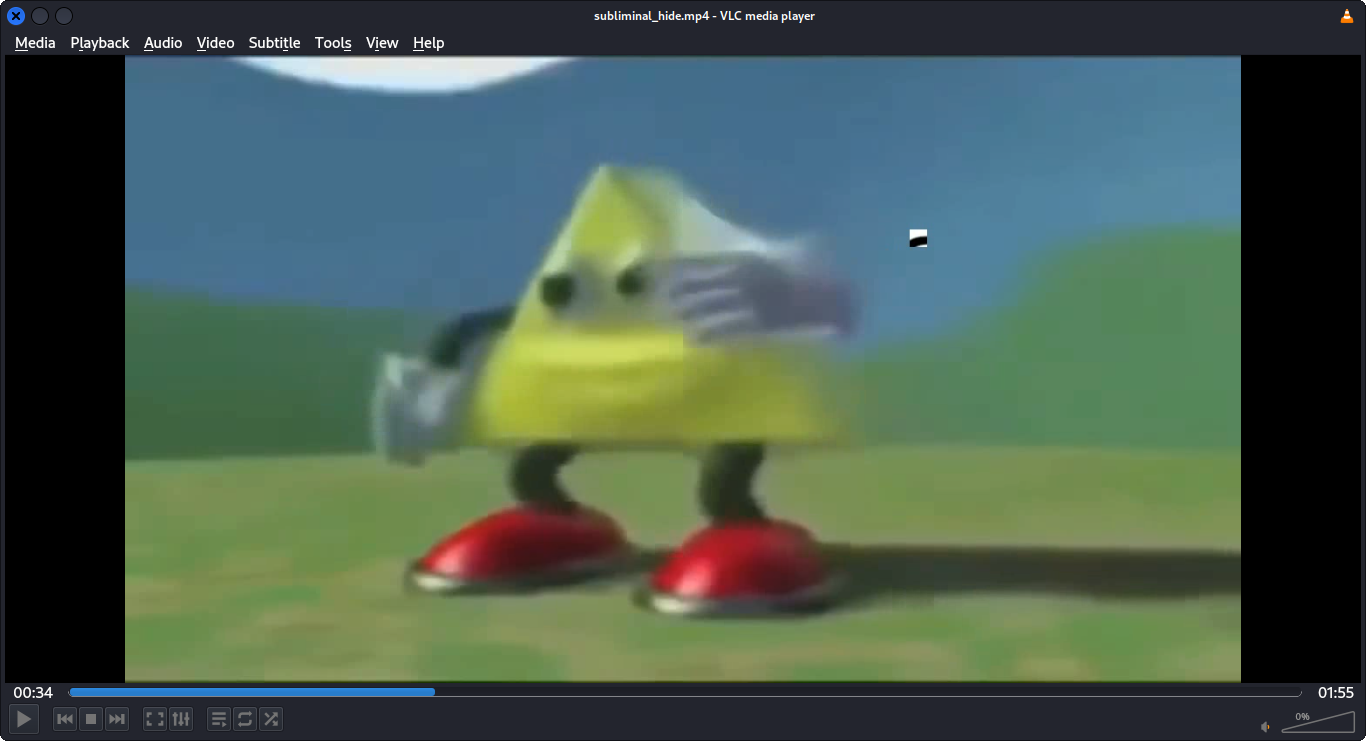 subliminal_hide.mp4 - VLC media player
Media Playback Audio Video Subtitle Tools View Help
00:34 01:55
0%